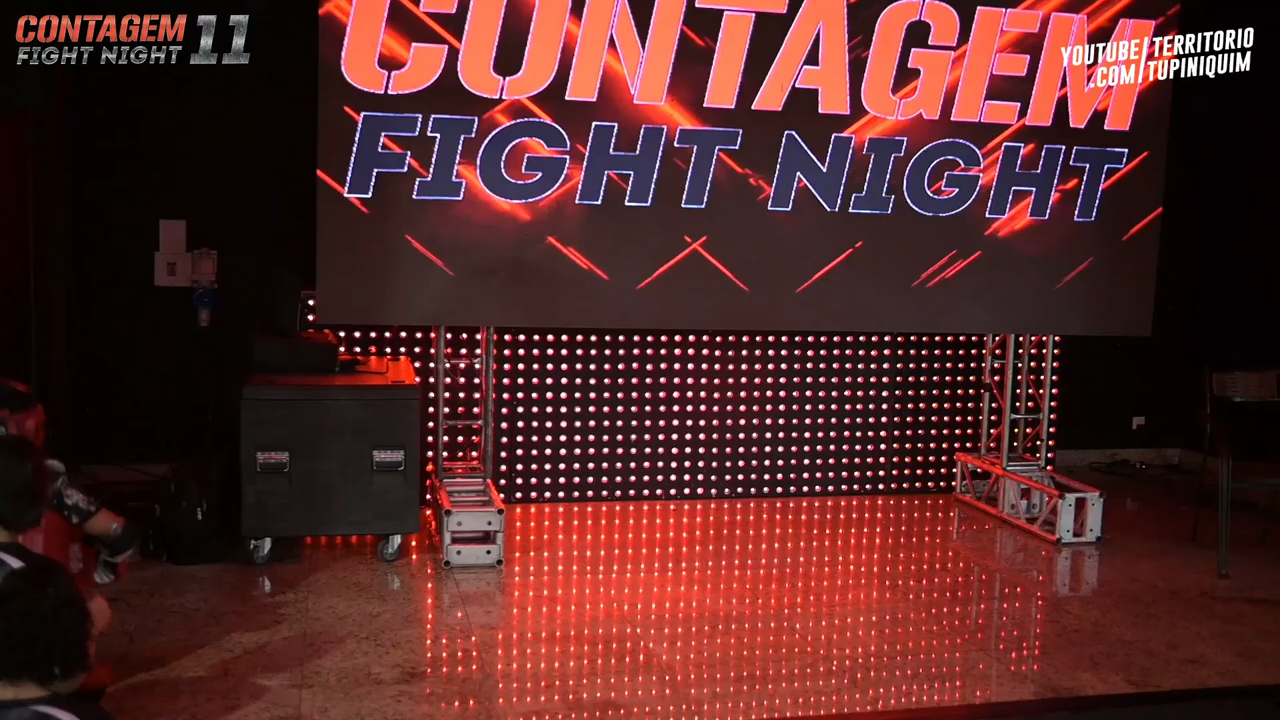 CONTAGEM
FIGHT NIGHT 11
CONTAGEM
FIGHT NIGHT
YOUTUBE/TERRITORIO
.COM/TUPINIQUIM